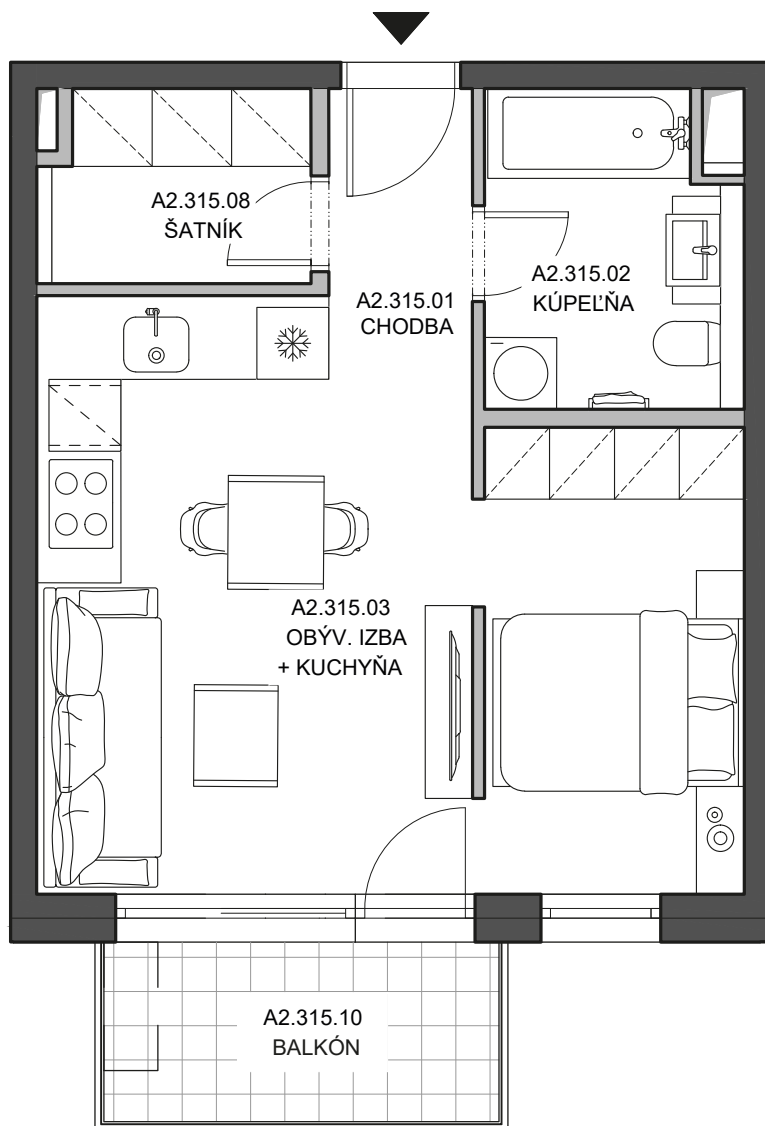 A2.315.08
ŠATNÍK
A2.315.01
CHODBA
A2.315.02
KÚPEĽŇA
A2.315.03
OBÝV. IZBA
+ KUCHYŇA
A2.315.10
BALKÓN